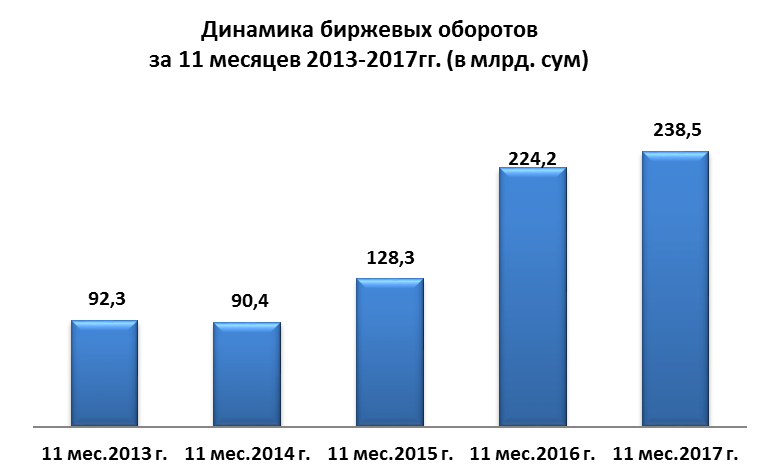 Динамика биржевых оборотов
за 11 месяцев 2013-2017гг. (в млрд. сум)
238,5
224,2
128,3
92,3
90,4
11 мес.2013 г. 11 мес.2014 г. 11 мес.2015 г. 11 мес.2016 г. 11 мес.2017 г.